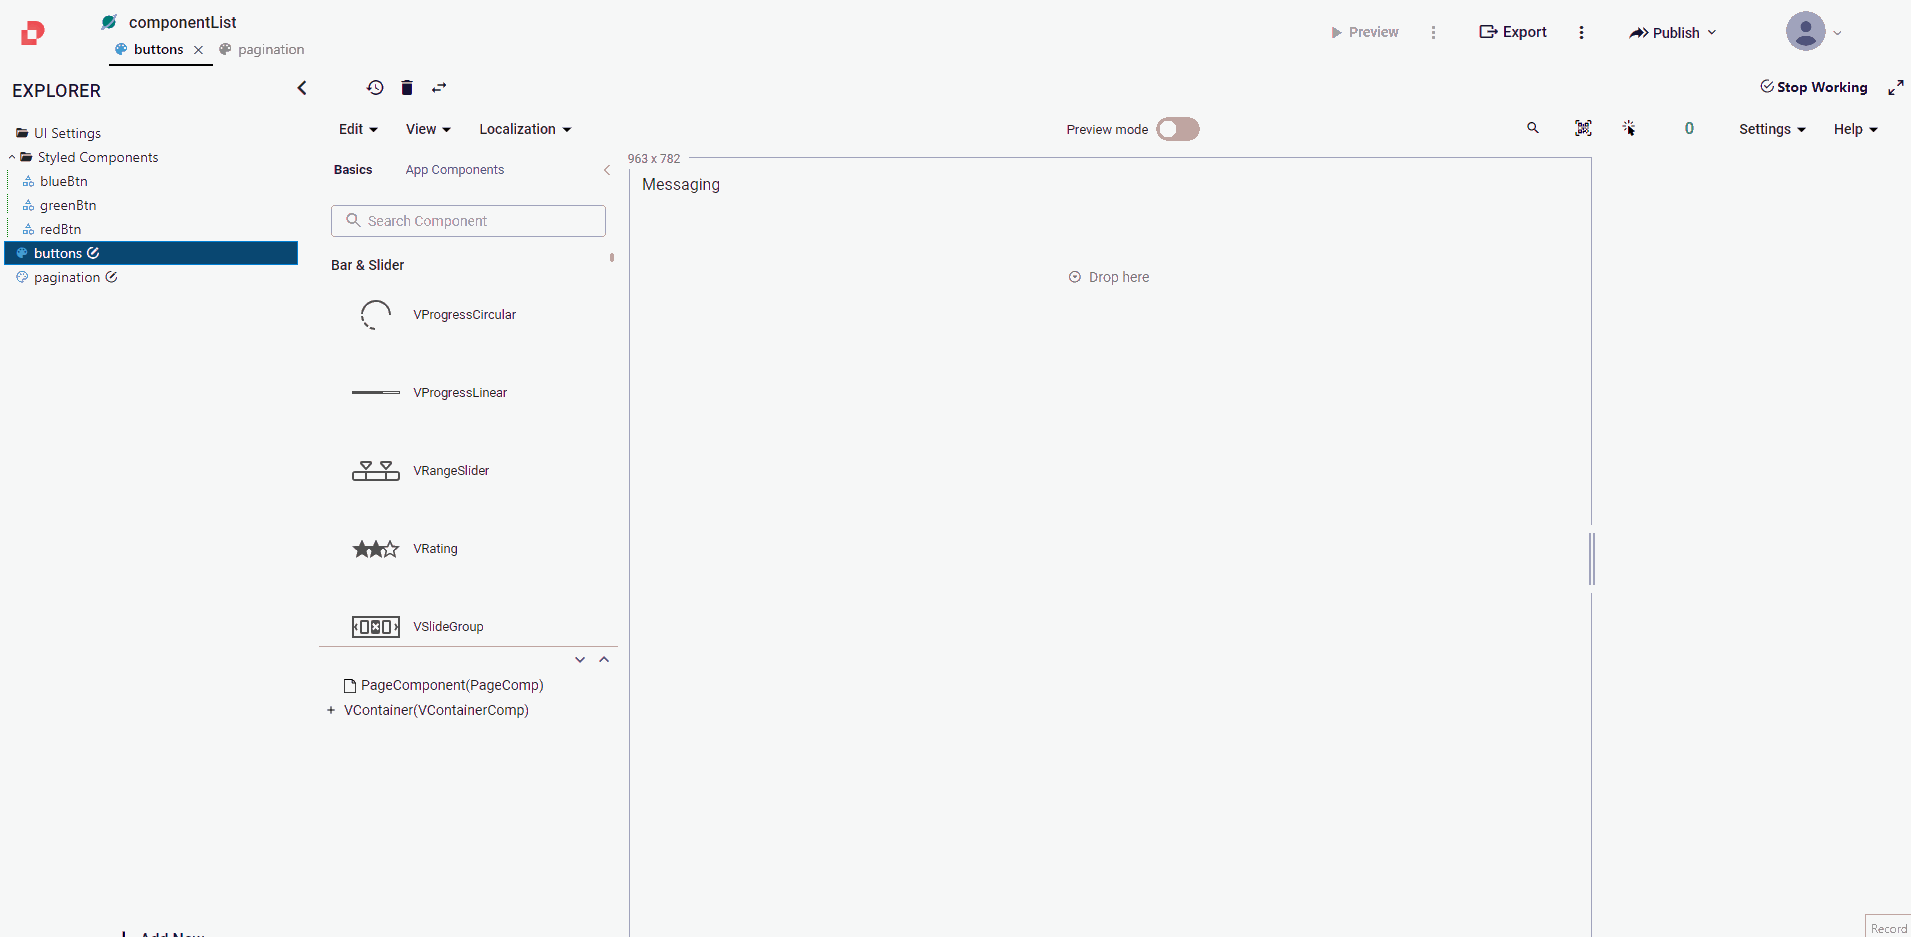 componentList
buttons
pagination
Preview
Export
Publish
EXPLORER
Stop Working
Edit
View
Localization
Preview mode
0
Settings
Help
UI Settings
Styled Components
blueBtn
greenBtn
redBtn
buttons
pagination
Basics
App Components
Search Component
Bar & Slider
VProgressCircular
VProgressLinear
VRangeSlider
VRating
VSlideGroup
PageComponent(PageComp)
VContainer(VContainerComp)
963 x 782
Messaging
Drop here
Add New
Record